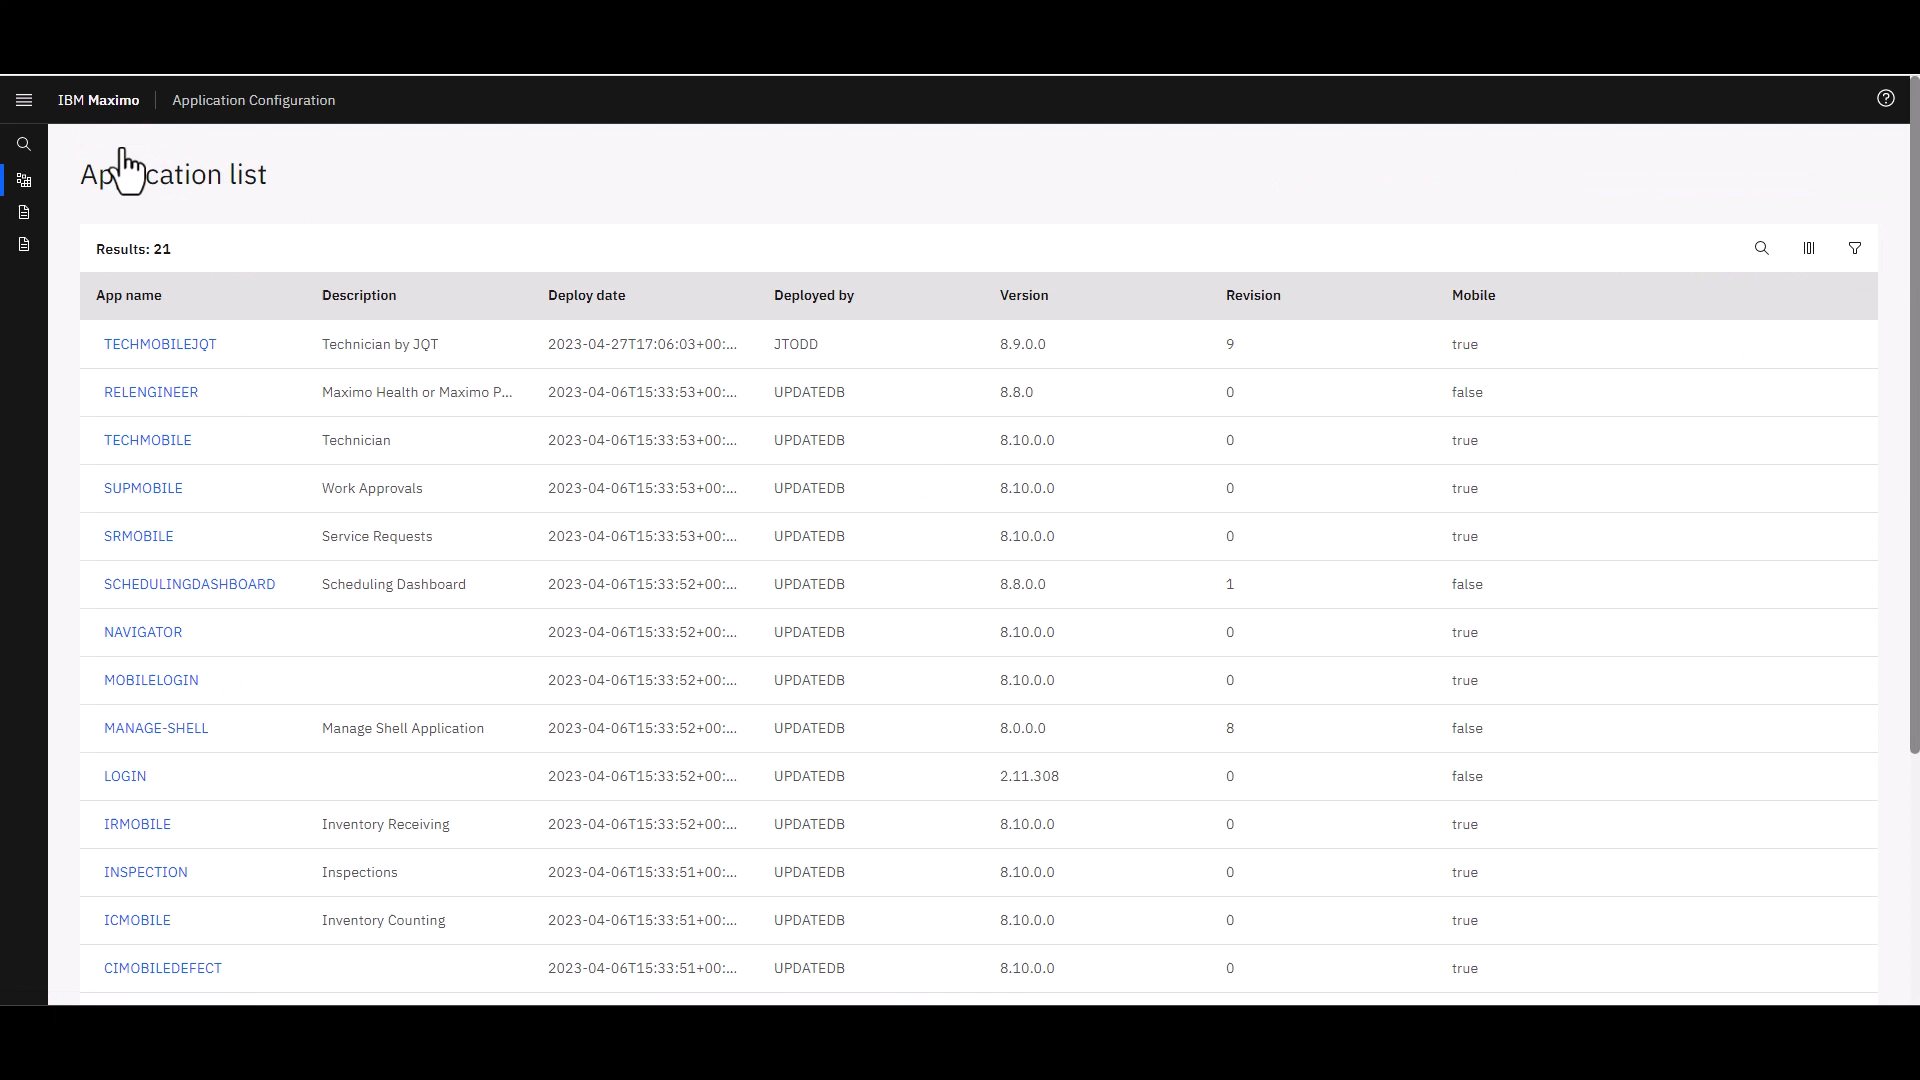 IBM Maximo Application Configuration
Application list
Results: 21
App name Description Deploy date Deployed by Version Revision Mobile
TECHMOBILEJQT Technician by JQT 2023-04-27T17:06:03+00:... JTODD 8.9.0.0 9 true
RELENGINEER Maximo Health or Maximo P... 2023-04-06T15:33:53+00:... UPDATEDB 8.8.0 0 false
TECHMOBILE Technician 2023-04-06T15:33:53+00:... UPDATEDB 8.10.0.0 0 true
SUPMOBILE Work Approvals 2023-04-06T15:33:53+00:... UPDATEDB 8.10.0.0 0 true
SRMOBILE Service Requests 2023-04-06T15:33:53+00:... UPDATEDB 8.10.0.0 0 true
SCHEDULINGDASHBOARD Scheduling Dashboard 2023-04-06T15:33:52+00:... UPDATEDB 8.8.0.0 1 false
NAVIGATOR 2023-04-06T15:33:52+00:... UPDATEDB 8.10.0.0 0 true
MOBILELOGIN 2023-04-06T15:33:52+00:... UPDATEDB 8.10.0.0 0 true
MANAGE-SHELL Manage Shell Application 2023-04-06T15:33:52+00:... UPDATEDB 8.0.0.0 8 false
LOGIN 2023-04-06T15:33:52+00:... UPDATEDB 2.11.308 0 false
IRMOBILE Inventory Receiving 2023-04-06T15:33:52+00:... UPDATEDB 8.10.0.0 0 true
INSPECTION Inspections 2023-04-06T15:33:51+00:... UPDATEDB 8.10.0.0 0 true
ICMOBILE Inventory Counting 2023-04-06T15:33:51+00:... UPDATEDB 8.10.0.0 0 true
CIMOBILEDEFECT 2023-04-06T15:33:51+00:... UPDATEDB 8.10.0.0 0 true